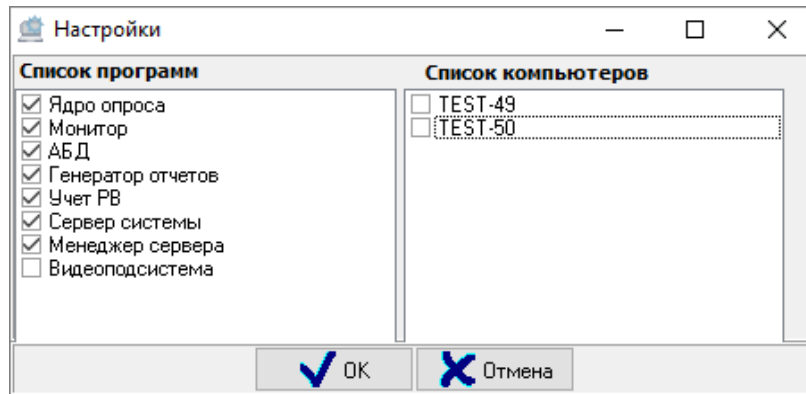 Настройки
Список программ
Ядро опроса
Монитор
АБД
Генератор отчетов
Учет РВ
Сервер системы
Менеджер сервера
Видеоподсистема
Список компьютеров
TEST-49
TEST-50
OK
Отмена